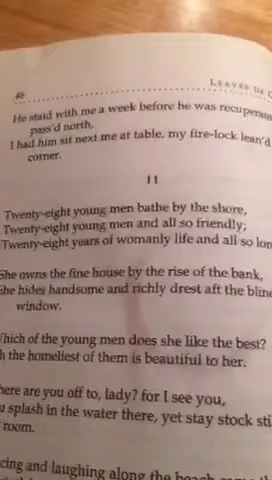 46
LEAVES OF G
He staid with me a week before he was recuperated
pass'd north,
I had him sit next me at table, my fire-lock lean'd
corner.
11
Twenty-eight young men bathe by the shore,
Twenty-eight young men and all so friendly;
Twenty-eight years of womanly life and all so lon
She owns the fine house by the rise of the bank,
She hides handsome and richly drest aft the blin
window.
Which of the young men does she like the best?
h the homeliest of them is beautiful to her.
here are you off to, lady? for I see you,
u splash in the water there, yet stay stock sti
room.
cing and laughing along the beach came th